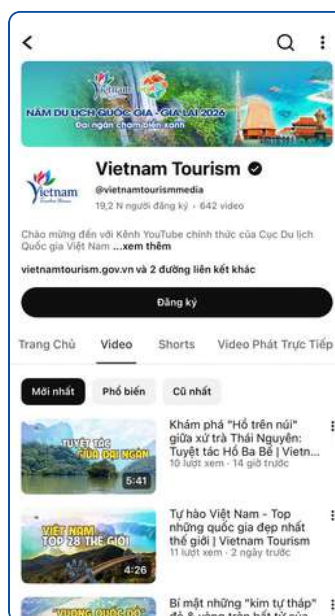 Việt Nam
NĂM DU LỊCH QUỐC GIA - GIA LAI 2026
Đại ngàn chạm biển xanh
Vietnam
Vietnam Tourism
@vietnamtourismmedia
19,2 N người đăng ký · 642 video
Chào mừng đến với Kênh YouTube chính thức của Cục Du lịch
Quốc gia Việt Nam ...xem thêm
vietnamtourism.gov.vn và 2 đường liên kết khác
Đăng ký
Trang Chủ Video Shorts Video Phát Trực Tiếp
Mới nhất Phổ biến Cũ nhất
TUYỆT TÁC
GIỮA ĐẠI NGÀN
5:41
Khám phá "Hồ trên núi"
giữa xứ trà Thái Nguyên:
Tuyệt tác Hồ Ba Bể | Vietn...
10 lượt xem · 14 giờ trước
VIỆT NAM
TOP 28 THẾ GIỚI
4:26
Tự hào Việt Nam - Top
những quốc gia đẹp nhất
thế giới | Vietnam Tourism
11 lượt xem · 2 ngày trước
"VƯƠNG QUỐC ĐỎ"
Bí mật những "kim tự tháp"